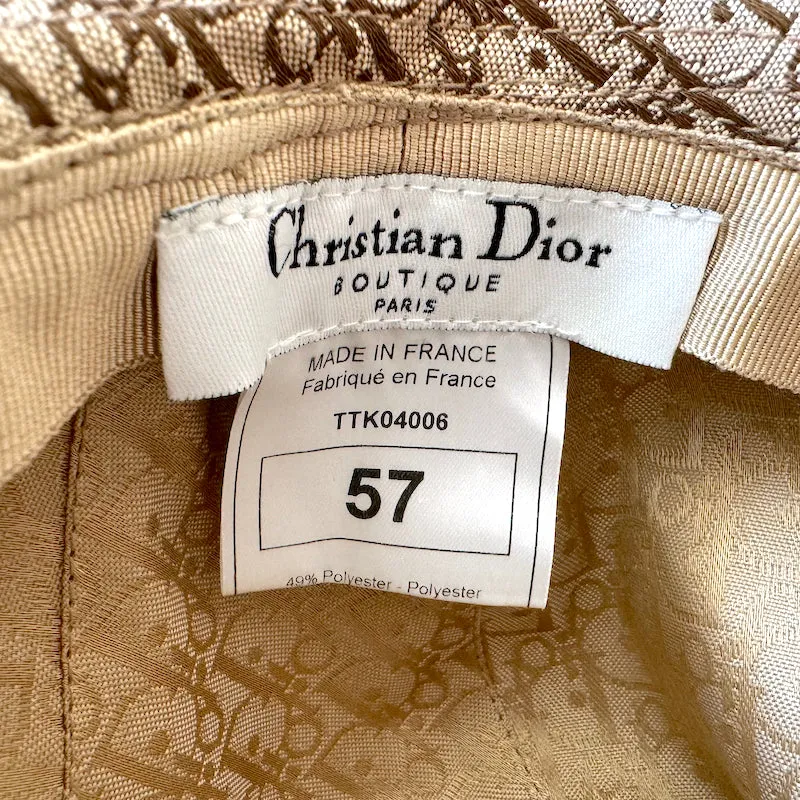 Christian Dior
BOUTIQUE
PARIS
MADE IN FRANCE
Fabriqué en France
TTK04006
57
49% Polyester - Polyester